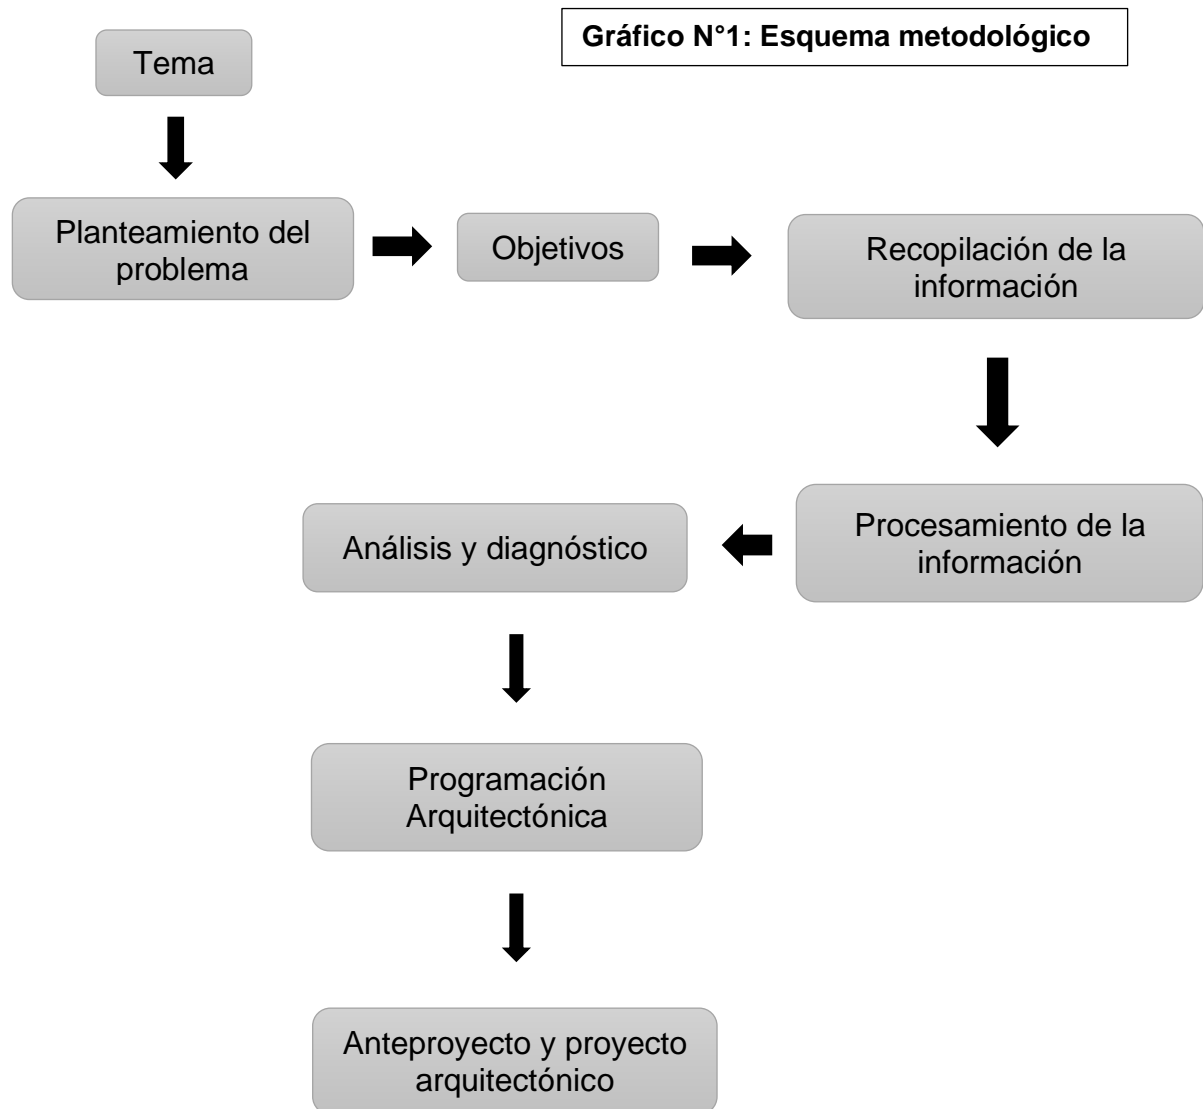 Gráfico N°1: Esquema metodológico
Tema
Planteamiento del
problema
Objetivos
Recopilación de la
información
Procesamiento de la
información
Análisis y diagnóstico
Programación
Arquitectónica
Anteproyecto y proyecto
arquitectónico